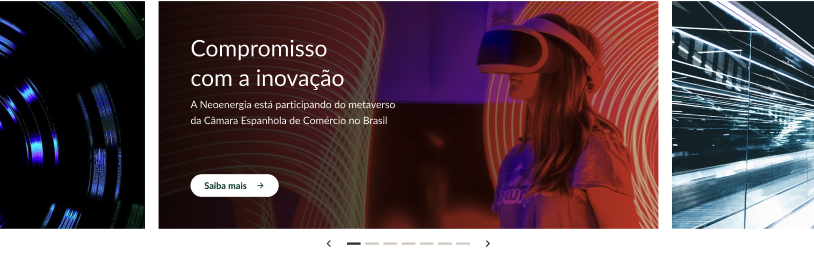 Compromisso
com a inovação
A Neoenergia está participando do metaverso
da Câmara Espanhola de Comércio no Brasil
Saiba mais →